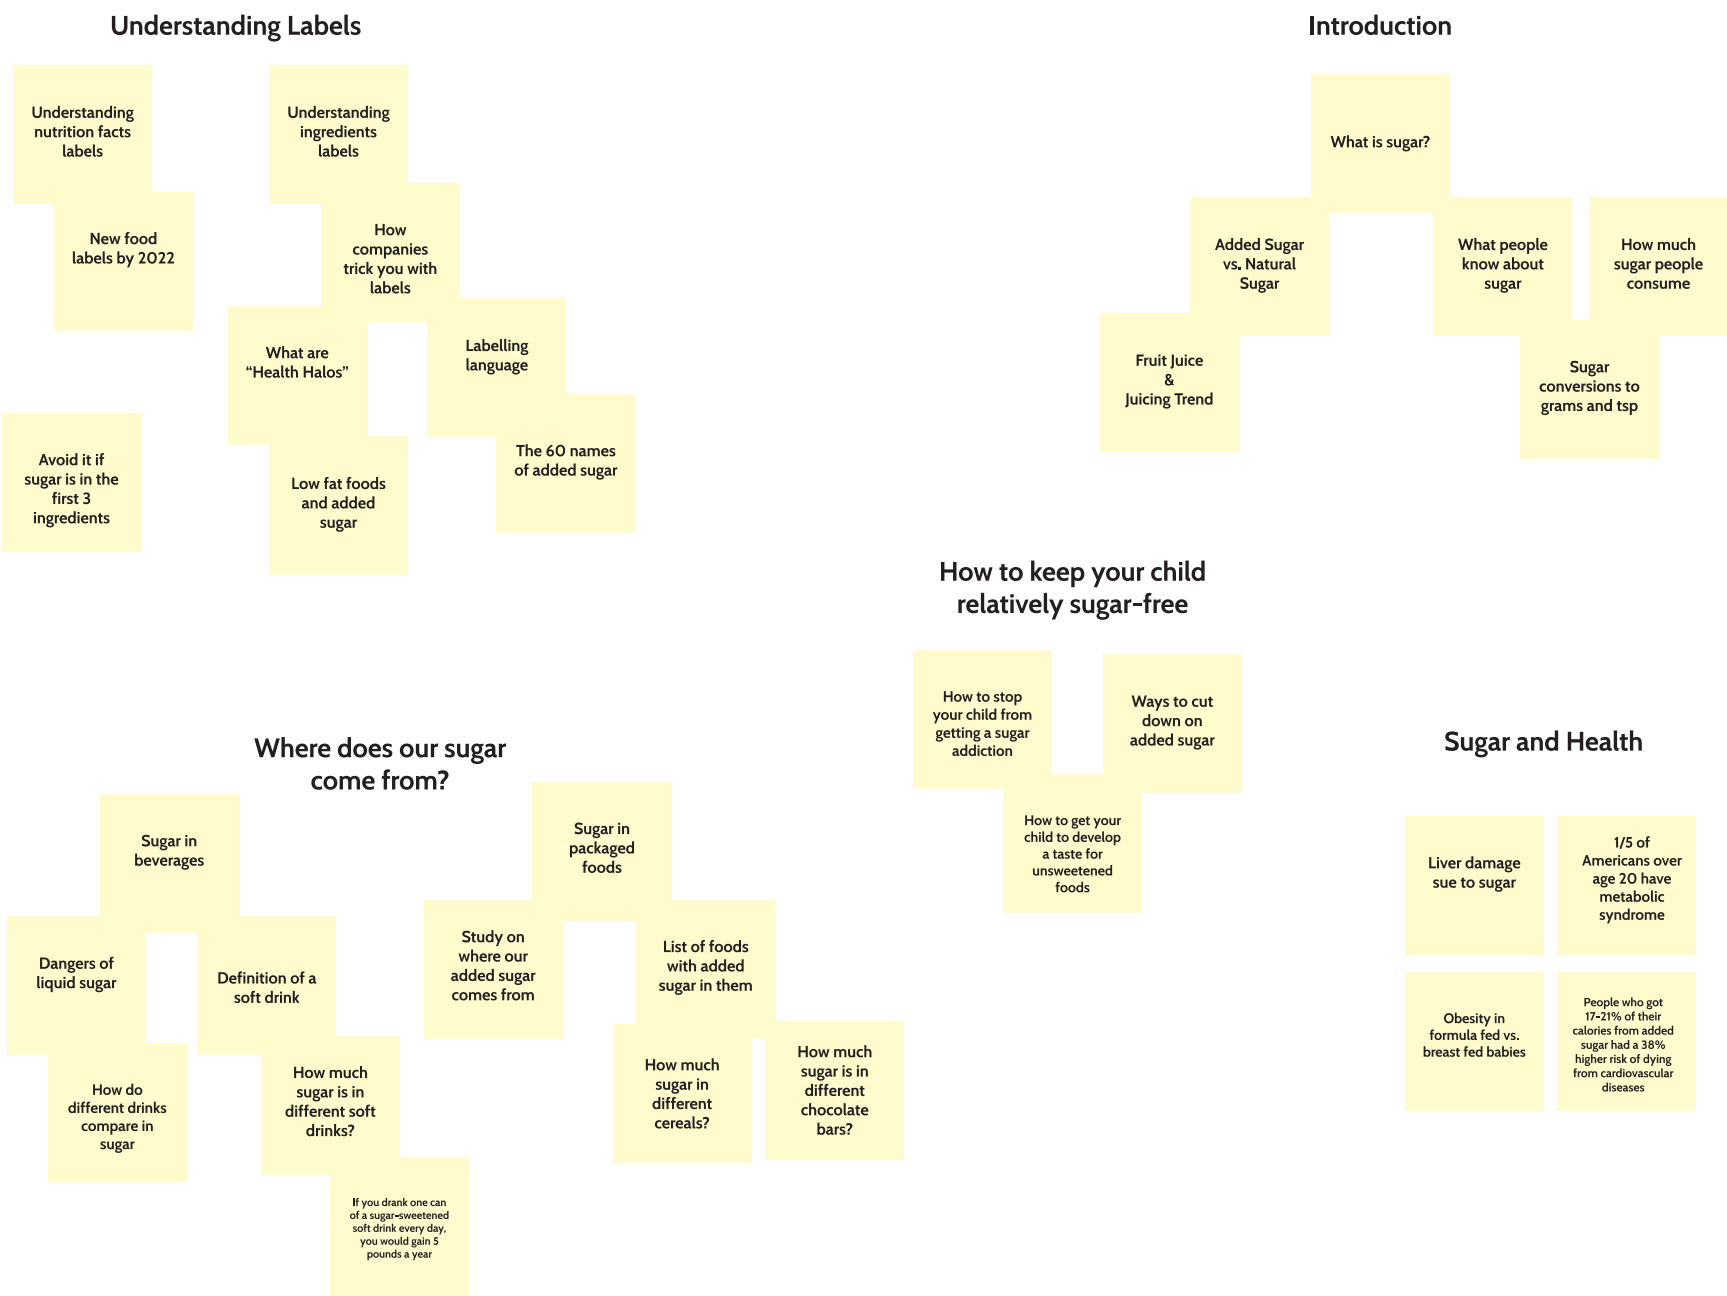 Understanding Labels
Understanding
nutrition facts
labels
New food
labels by 2022
Understanding
ingredients
labels
How
companies
trick you with
labels
What are
“Health Halos”
Labelling
language
Low fat foods
and added
sugar
The 60 names
of added sugar
Avoid it if
sugar is in the
first 3
ingredients
Introduction
What is sugar?
Added Sugar
vs. Natural
Sugar
What people
know about
sugar
How much
sugar people
consume
Fruit Juice
&
Juicing Trend
Sugar
conversions to
grams and tsp
How to keep your child
relatively sugar-free
How to stop
your child from
getting a sugar
addiction
Ways to cut
down on
added sugar
How to get your
child to develop
a taste for
unsweetened
foods
Where does our sugar
come from?
Sugar in
beverages
Dangers of
liquid sugar
Definition of a
soft drink
How do
different drinks
compare in
sugar
How much
sugar is in
different soft
drinks?
If you drank one can
of a sugar-sweetened
soft drink every day,
you would gain 5
pounds a year
Sugar in
packaged
foods
Study on
where our
added sugar
comes from
List of foods
with added
sugar in them
How much
sugar in
different
cereals?
How much
sugar is in
different
chocolate
bars?
Sugar and Health
Liver damage
sue to sugar
1/5 of
Americans over
age 20 have
metabolic
syndrome
Obesity in
formula fed vs.
breast fed babies
People who got
17-21% of their
calories from added
sugar had a 38%
higher risk of dying
from cardiovascular
diseases